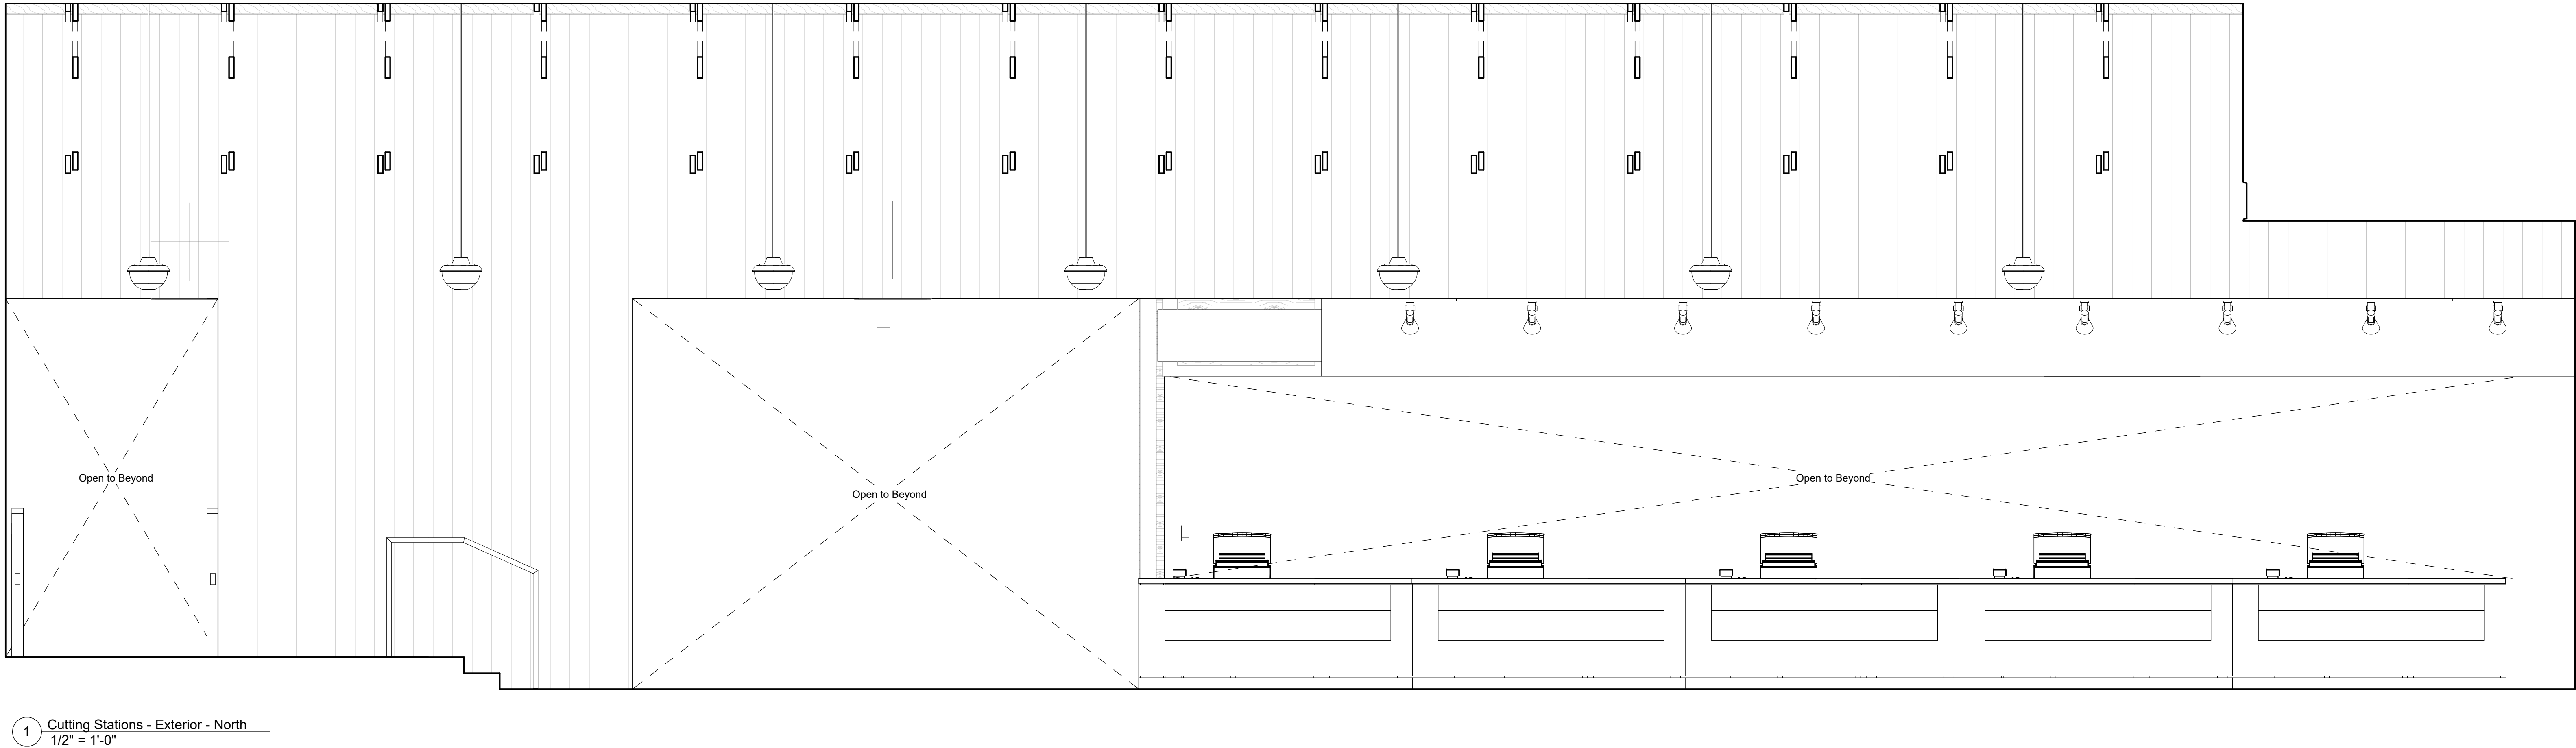 Open to Beyond
Open to Beyond
Open to Beyond
1
Cutting Stations - Exterior - North
1/2" = 1'-0"